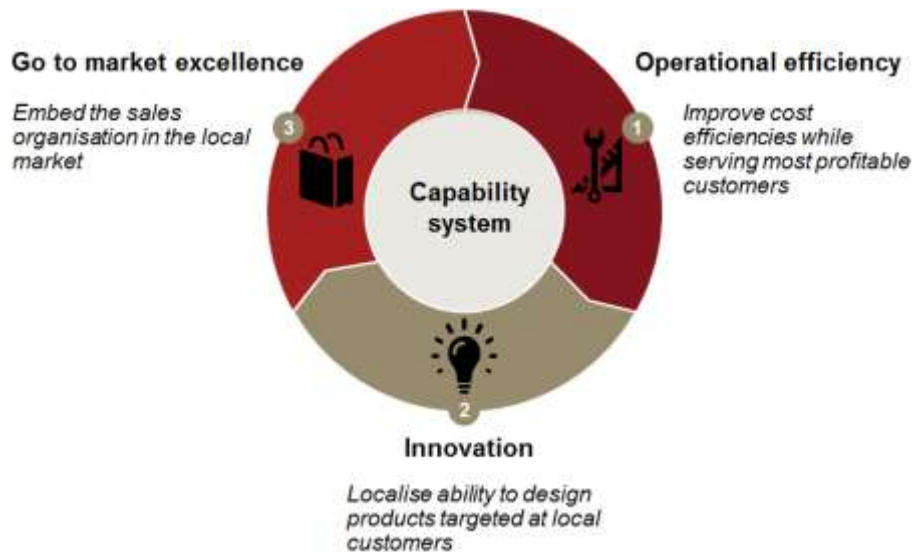 Go to market excellence
Embed the sales
organisation in the local
market
3
Operational efficiency
1
Improve cost
efficiencies while
serving most profitable
customers
Capability
system
2
Innovation
Localise ability to design
products targeted at local
customers